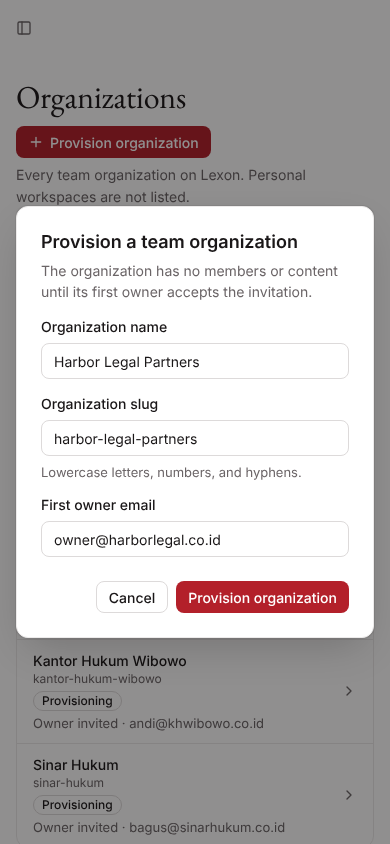 Organizations
+ Provision organization
Every team organization on Lexon. Personal
workspaces are not listed.
Provision a team organization
The organization has no members or content
until its first owner accepts the invitation.
Organization name
Harbor Legal Partners
Organization slug
harbor-legal-partners
Lowercase letters, numbers, and hyphens.
First owner email
owner@harborlegal.co.id
Cancel
Provision organization
Kantor Hukum Wibowo
kantor-hukum-wibowo
Provisioning
Owner invited · andi@khwibowo.co.id
Sinar Hukum
sinar-hukum
Provisioning
Owner invited · bagus@sinarhukum.co.id